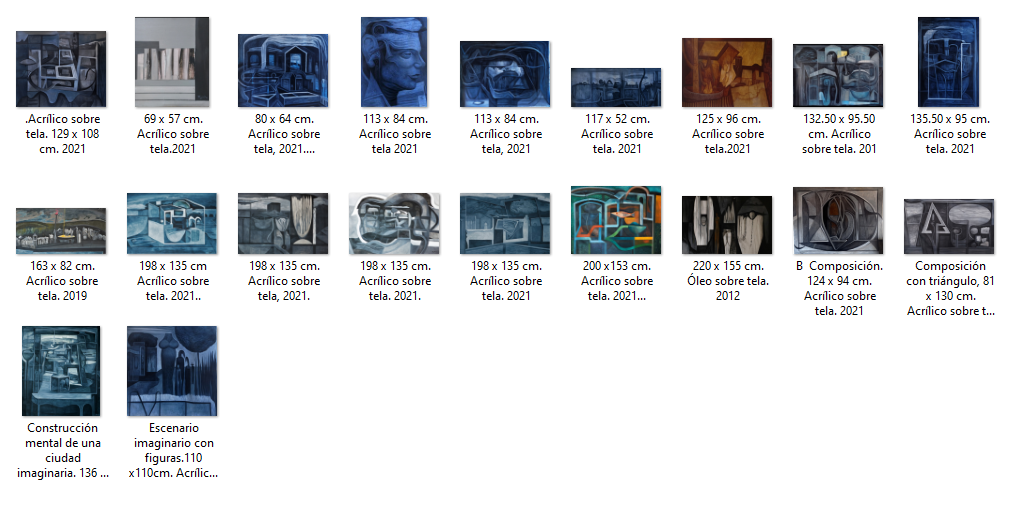 .Acrílico sobre
tela. 129 x 108
cm. 2021
69 x 57 cm.
Acrílico sobre
tela.2021
80 x 64 cm.
Acrílico sobre
tela, 2021....
113 x 84 cm.
Acrílico sobre
tela 2021
113 x 84 cm.
Acrílico sobre
tela, 2021
117 x 52 cm.
Acrílico sobre
tela. 2021
125 x 96 cm.
Acrílico sobre
tela.2021
132.50 x 95.50
cm. Acrílico
sobre tela. 201
135.50 x 95 cm.
Acrílico sobre
tela. 2021
163 x 82 cm.
Acrílico sobre
tela. 2019
198 x 135 cm
Acrílico sobre
tela. 2021..
198 x 135 cm.
Acrílico sobre
tela, 2021.
198 x 135 cm.
Acrílico sobre
tela. 2021.
198 x 135 cm.
Acrílico sobre
tela. 2021
200 x153 cm.
Acrílico sobre
tela. 2021...
220 x 155 cm.
Óleo sobre tela.
2012
B Composición.
124 x 94 cm.
Acrílico sobre
tela. 2021
Composición
con triángulo, 81
x 130 cm.
Acrílico sobre t...
Construcción
mental de una
ciudad
imaginaria. 136 ...
Escenario
imaginario con
figuras.110
x110cm. Acrílic...